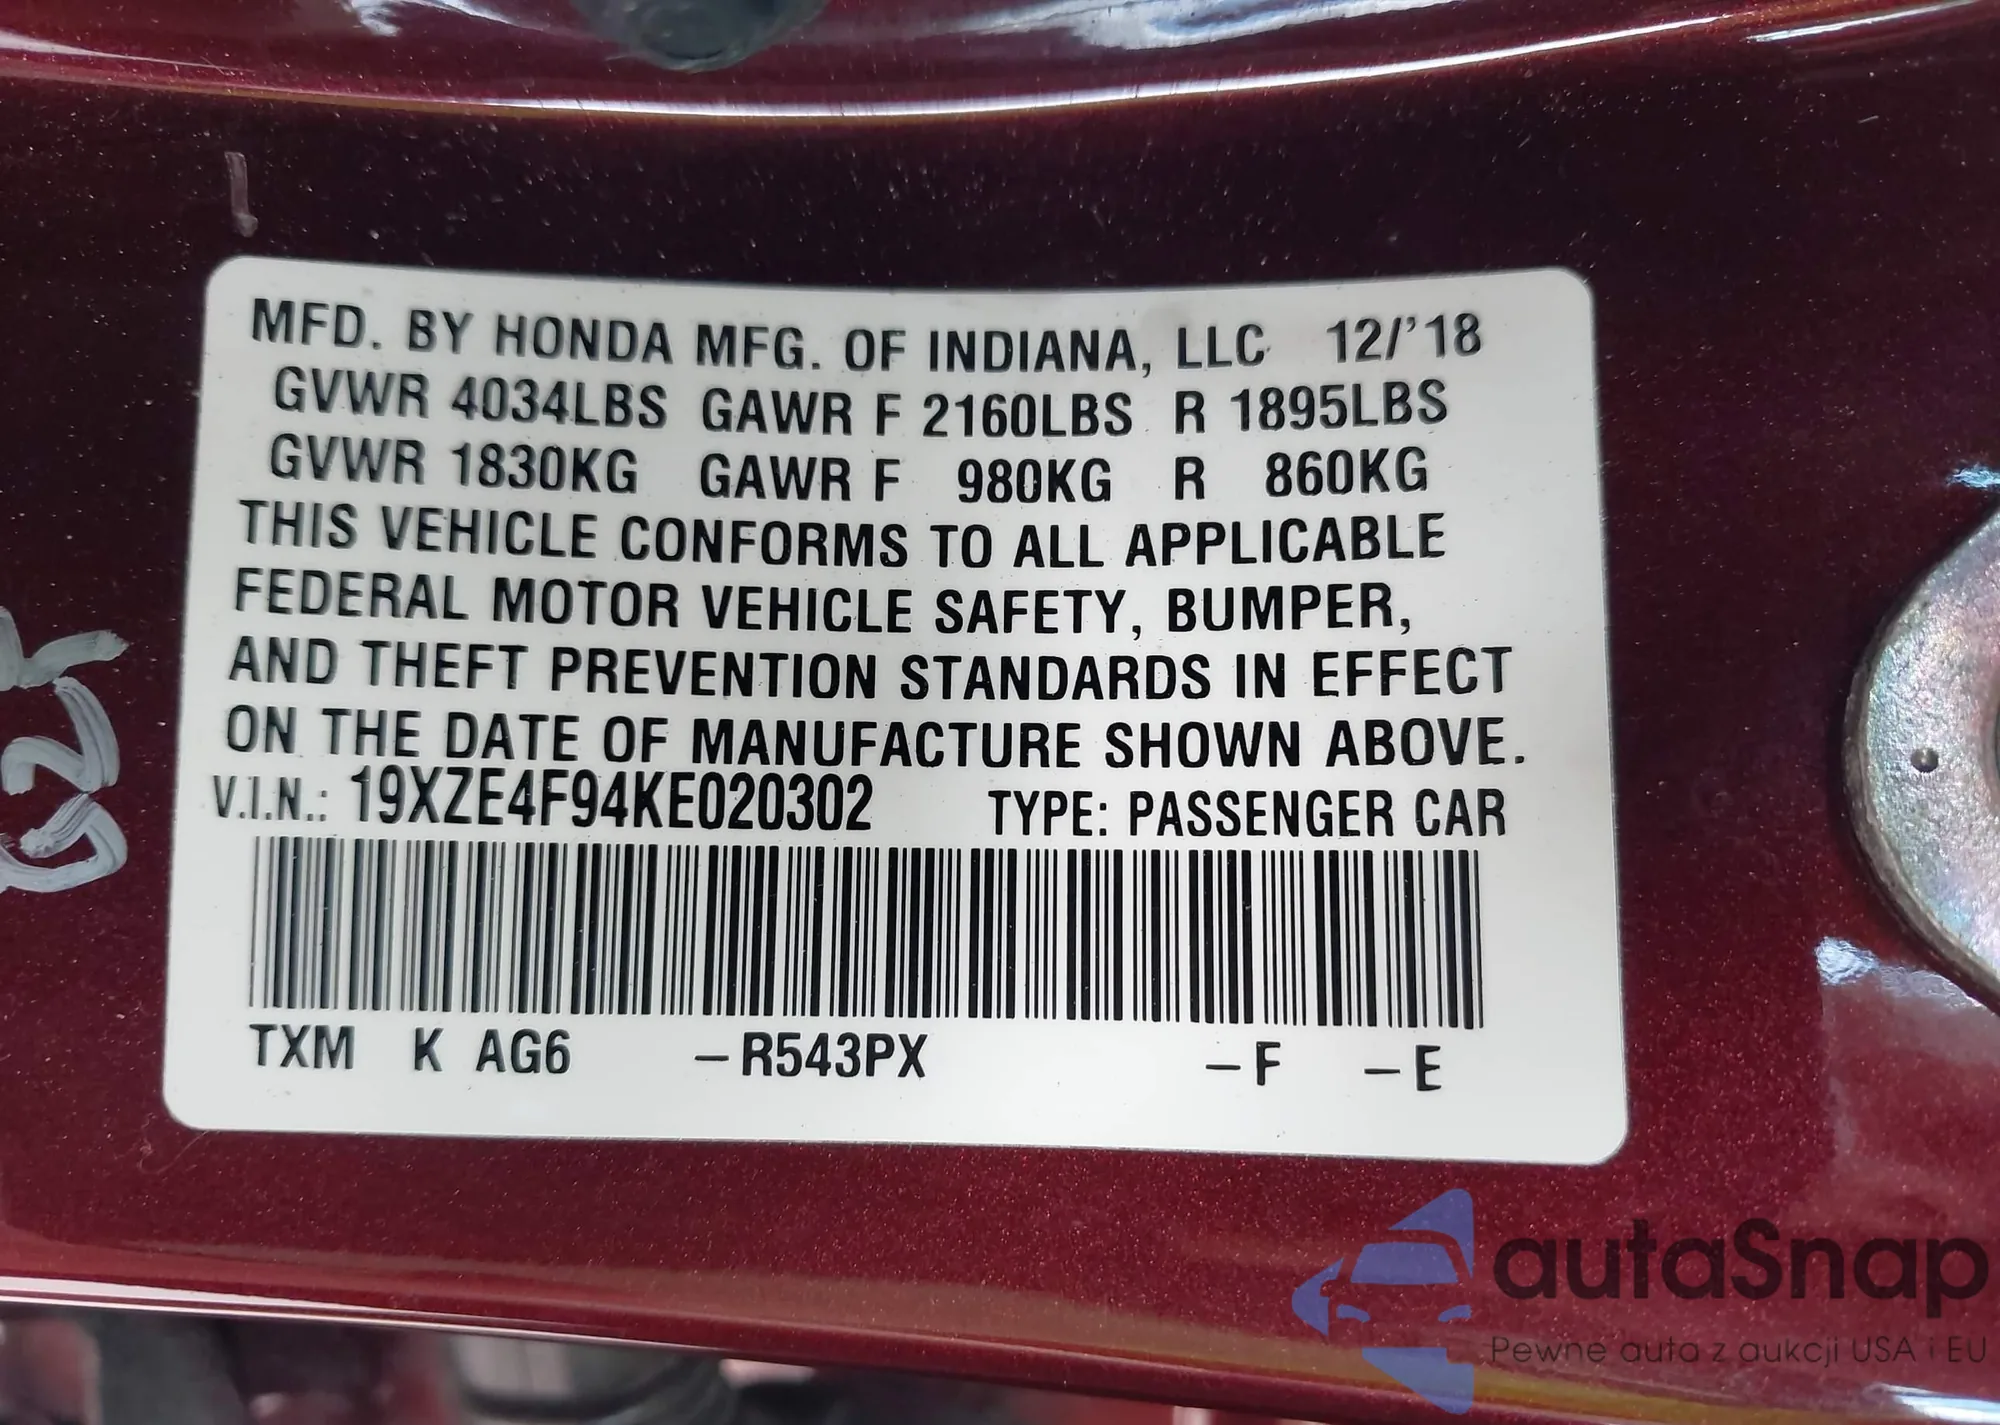 MFD. BY HONDA MFG. OF INDIANA, LLC 12/'18
GVWR 4034LBS GAWR F 2160LBS R 1895LBS
GVWR 1830KG GAWR F 980KG R 860KG
THIS VEHICLE CONFORMS TO ALL APPLICABLE
FEDERAL MOTOR VEHICLE SAFETY, BUMPER,
AND THEFT PREVENTION STANDARDS IN EFFECT
ON THE DATE OF MANUFACTURE SHOWN ABOVE.
V.I.N.: 19XZE4F94KE020302 TYPE: PASSENGER CAR
TXM K AG6 –R543PX –F –E
autaSnap
Pewne auta z aukcji USA i EU